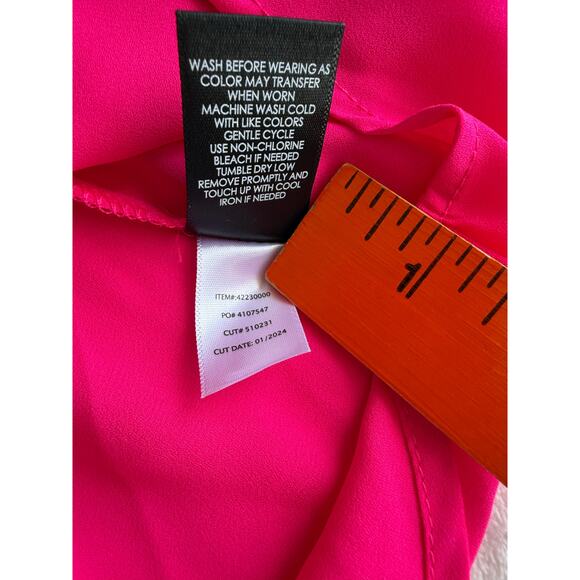 WASH BEFORE WEARING AS
COLOR MAY TRANSFER
WHEN WORN
MACHINE WASH COLD
WITH LIKE COLORS
GENTLE CYCLE
USE NON-CHLORINE
BLEACH IF NEEDED
TUMBLE DRY LOW
REMOVE PROMPTLY AND
TOUCH UP WITH COOL
IRON IF NEEDED
ITEM#:42230000
PO# 4107547
CUT# 510231
CUT DATE: 01/2024
1